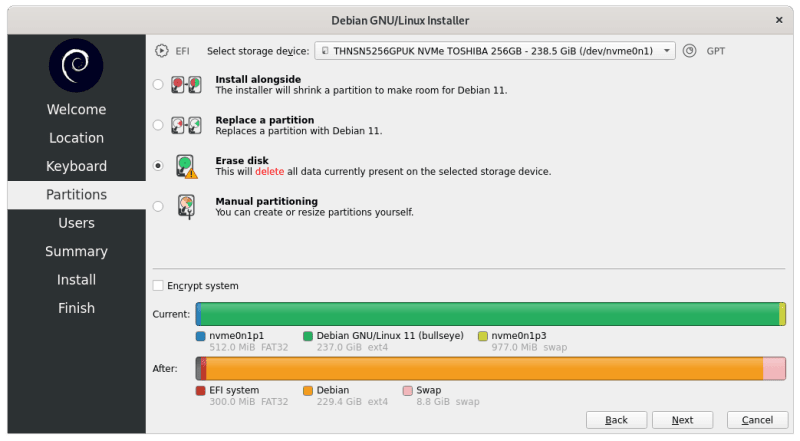 Debian GNU/Linux Installer
EFI Select storage device: THNSN5256GPUK NVMe TOSHIBA 256GB - 238.5 GiB (/dev/nvme0n1) GPT
Welcome
Location
Keyboard
Partitions
Users
Summary
Install
Finish
Install alongside
The installer will shrink a partition to make room for Debian 11.
Replace a partition
Replaces a partition with Debian 11.
Erase disk
This will delete all data currently present on the selected storage device.
Manual partitioning
You can create or resize partitions yourself.
Encrypt system
Current:
nvme0n1p1 Debian GNU/Linux 11 (bullseye) nvme0n1p3
512.0 MiB FAT32 237.0 GiB ext4 977.0 MiB swap
After:
EFI system Debian Swap
300.0 MiB FAT32 229.4 GiB ext4 8.8 GiB swap
Back Next Cancel